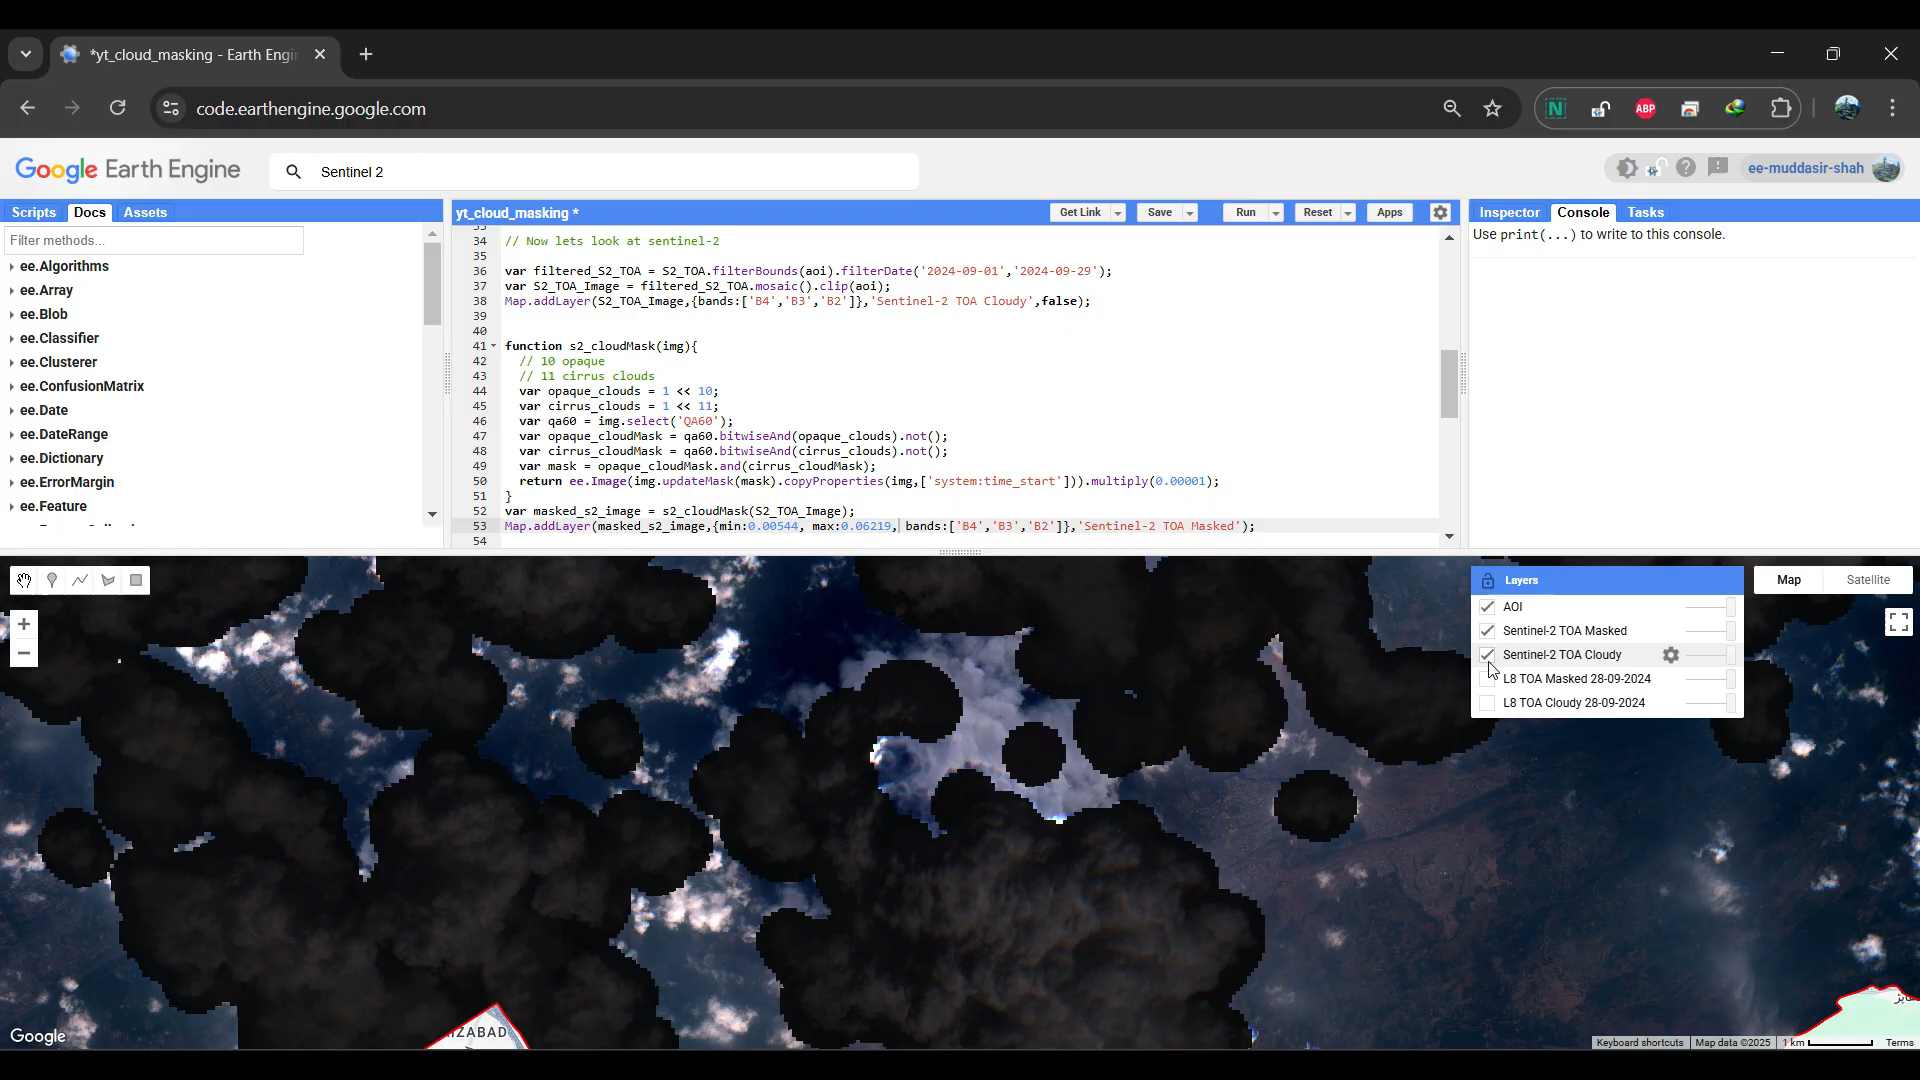 *yt_cloud_masking - Earth Engi
code.earthengine.google.com
N
ABP
Google Earth Engine
Sentinel 2
ee-muddasir-shah
Scripts Docs Assets
Filter methods...
ee.Algorithms
ee.Array
ee.Blob
ee.Classifier
ee.Clusterer
ee.ConfusionMatrix
ee.Date
ee.DateRange
ee.Dictionary
ee.ErrorMargin
ee.Feature
yt_cloud_masking *
Get Link Save Run Reset Apps
33
34 // Now lets look at sentinel-2
35
36 var filtered_S2_TOA = S2_TOA.filterBounds(aoi).filterDate('2024-09-01','2024-09-29');
37 var S2_TOA_Image = filtered_S2_TOA.mosaic().clip(aoi);
38 Map.addLayer(S2_TOA_Image,{bands:['B4','B3','B2']},'Sentinel-2 TOA Cloudy',false);
39
40
41 function s2_cloudMask(img){
42 // 10 opaque
43 // 11 cirrus clouds
44 var opaque_clouds = 1 << 10;
45 var cirrus_clouds = 1 << 11;
46 var qa60 = img.select('QA60');
47 var opaque_cloudMask = qa60.bitwiseAnd(opaque_clouds).not();
48 var cirrus_cloudMask = qa60.bitwiseAnd(cirrus_clouds).not();
49 var mask = opaque_cloudMask.and(cirrus_cloudMask);
50 return ee.Image(img.updateMask(mask).copyProperties(img,['system:time_start'])).multiply(0.00001);
51 }
52 var masked_s2_image = s2_cloudMask(S2_TOA_Image);
53 Map.addLayer(masked_s2_image,{min:0.00544, max:0.06219, bands:['B4','B3','B2']},'Sentinel-2 TOA Masked');
54
Inspector Console Tasks
Use print(...) to write to this console.
Layers
AOI
Sentinel-2 TOA Masked
Sentinel-2 TOA Cloudy
L8 TOA Masked 28-09-2024
L8 TOA Cloudy 28-09-2024
Map Satellite
IZABAD
Google
Keyboard shortcuts Map data ©2025 1 km Terms